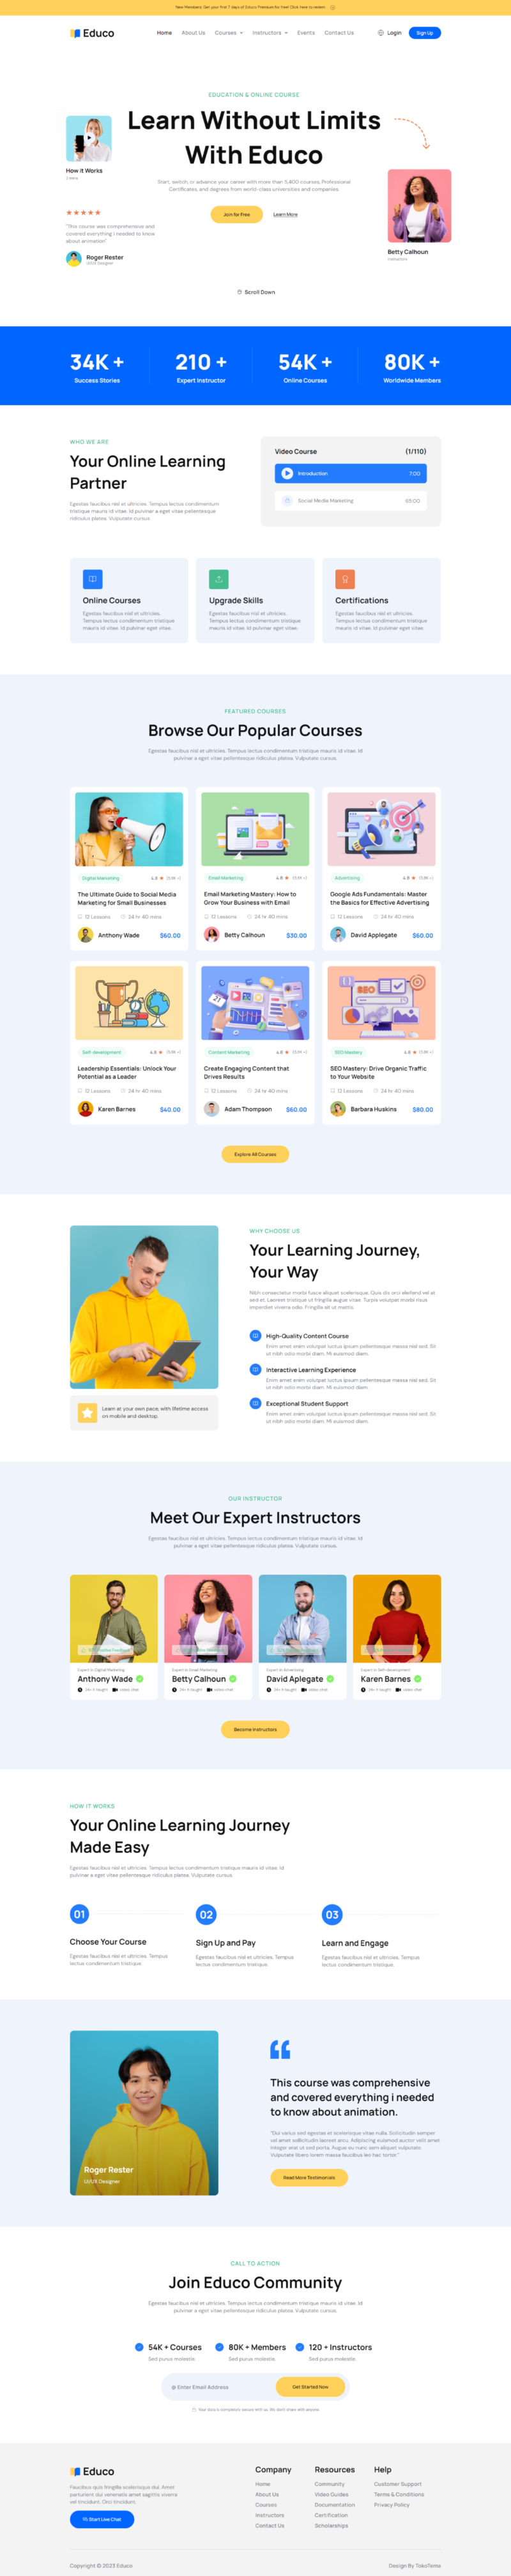 New Members: Get your first 7 days of Educo Premium for free! Click here to redeem
Educo
Home
About Us
Courses
Instructors
Events
Contact Us
Login
Sign Up
EDUCATION & ONLINE COURSE
Learn Without Limits
With Educo
Start, switch, or advance your career with more than 5,400 courses, Professional
Certificates, and degrees from world-class universities and companies.
Join for Free
Learn More
How it Works
"This course was comprehensive and
covered everything i needed to know
about animation"
Roger Rester
UI/UX Designer
Betty Calhoun
Instructors
Scroll Down
34K +
Success Stories
210 +
Expert Instructor
54K +
Online Courses
80K +
Worldwide Members
WHO WE ARE
Your Online Learning
Partner
Egestas faucibus nisl et ultricies. Tempus lectus condimentum
tristique mauris id vitae. Id pulvinar a eget vitae pellentesque
ridiculus platea. Vulputate cursus.
Video Course
(1/110)
Introduction
7:00
Social Media Marketing
Online Courses
Egestas faucibus nisl et ultricies.
Tempus lectus condimentum tristique
mauris id vitae. Id pulvinar eget vitae.
Upgrade Skills
Egestas faucibus nisl et ultricies.
Tempus lectus condimentum tristique
mauris id vitae. Id pulvinar eget vitae.
Certifications
Egestas faucibus nisl et ultricies.
Tempus lectus condimentum tristique
mauris id vitae. Id pulvinar eget vitae.
FEATURED COURSES
Browse Our Popular Courses
Egestas faucibus nisl et ultricies. Tempus lectus condimentum tristique mauris id vitae. Id
pulvinar a eget vitae pellentesque ridiculus platea. Vulputate cursus.
Digital Marketing
4.8
The Ultimate Guide to Social Media
Marketing for Small Businesses
12 Lessons
24 hr 40 mins
Anthony Wade
$60.00
Email Marketing
4.8
Email Marketing Mastery: How to
Grow Your Business with Email
12 Lessons
24 hr 40 mins
Betty Calhoun
$30.00
Advertising
4.8
Google Ads Fundamentals: Master
the Basics for Effective Advertising
12 Lessons
24 hr 40 mins
David Applegate
$60.00
Self-development
4.8
Leadership Essentials: Unlock Your
Potential as a Leader
12 Lessons
24 hr 40 mins
Karen Barnes
$40.00
Content Marketing
4.8
Create Engaging Content that
Drives Results
12 Lessons
24 hr 40 mins
Adam Thompson
$60.00
SEO
SEO Mastery
4.8
SEO Mastery: Drive Organic Traffic
to Your Website
12 Lessons
24 hr 40 mins
Barbara Huskins
$80.00
Explore All Courses
WHY CHOOSE US
Your Learning Journey,
Your Way
Nibh consectetur morbi fusce aliquet scelerisque. Quis dis orci eleifend vel at
sed et. Laoreet tristique ut fringilla augue vitae. Turpis volutpat morbi risus
imperdiet viverra odio. Fringilla sit ut mattis.
High-Quality Content Course
Enim amet enim volutpat luctus ipsum pellentesque massa nisl sed. Sit
ut nibh odio morbi diam. Mi euismod diam.
Interactive Learning Experience
Enim amet enim volutpat luctus ipsum pellentesque massa nisl sed. Sit
ut nibh odio morbi diam. Mi euismod diam.
Exceptional Student Support
Enim amet enim volutpat luctus ipsum pellentesque massa nisl sed. Sit
ut nibh odio morbi diam. Mi euismod diam.
Learn at your own pace, with lifetime access
on mobile and desktop.
OUR INSTRUCTOR
Meet Our Expert Instructors
Egestas faucibus nisl et ultricies. Tempus lectus condimentum tristique mauris id vitae. Id
pulvinar a eget vitae pellentesque ridiculus platea. Vulputate cursus.
Expert in Digital Marketing
Anthony Wade
video chat
Expert in Email Marketing
Betty Calhoun
video chat
Expert in Advertising
David Aplegate
video chat
Expert in Self-development
Karen Barnes
video chat
Become Instructors
HOW IT WORKS
Your Online Learning Journey
Made Easy
Egestas faucibus nisl et ultricies. Tempus lectus condimentum tristique mauris id vitae. Id
pulvinar a eget vitae pellentesque ridiculus platea. Vulputate cursus.
01
Choose Your Course
Egestas faucibus nisl et ultricies. Tempus
lectus condimentum tristique.
02
Sign Up and Pay
Egestas faucibus nisl et ultricies. Tempus
lectus condimentum tristique.
03
Learn and Engage
Egestas faucibus nisl et ultricies. Tempus
lectus condimentum tristique.
Roger Rester
UI/UX Designer
This course was comprehensive
and covered everything i needed
to know about animation.
"Dui varius sed egestas et scelerisque vitae nulla. Sollicitudin semper
vel amet sollicitudin laoreet arcu. Adipiscing euismod auctor velit amet
integer erat ut sed porta. Augue eu nunc sem aliquet vulputate.
Vulputate libero lorem massa faucibus leo hac tortor."
Read More Testimonials
CALL TO ACTION
Join Educo Community
Egestas faucibus nisl et ultricies. Tempus lectus condimentum tristique mauris id vitae. Id
pulvinar a eget vitae pellentesque ridiculus platea. Vulputate cursus.
54K + Courses
Sed purus molestie.
80K + Members
Sed purus molestie.
120 + Instructors
Sed purus molestie.
@ Enter Email Address
Get Started Now
Your data is completely secure with us. We don't share with anyone.
Educo
Faucibus quis fringilla scelerisque dui. Amet
parturient dui venenatis amet sagittis viverra
vel tortor. Orci tincidunt.
Start Live Chat
Company
Home
About Us
Courses
Instructors
Contact Us
Resources
Community
Video Guides
Documentation
Certification
Scholarships
Help
Customer Support
Terms & Conditions
Privacy Policy
Copyright © 2023 Educo
Design By TokoTema